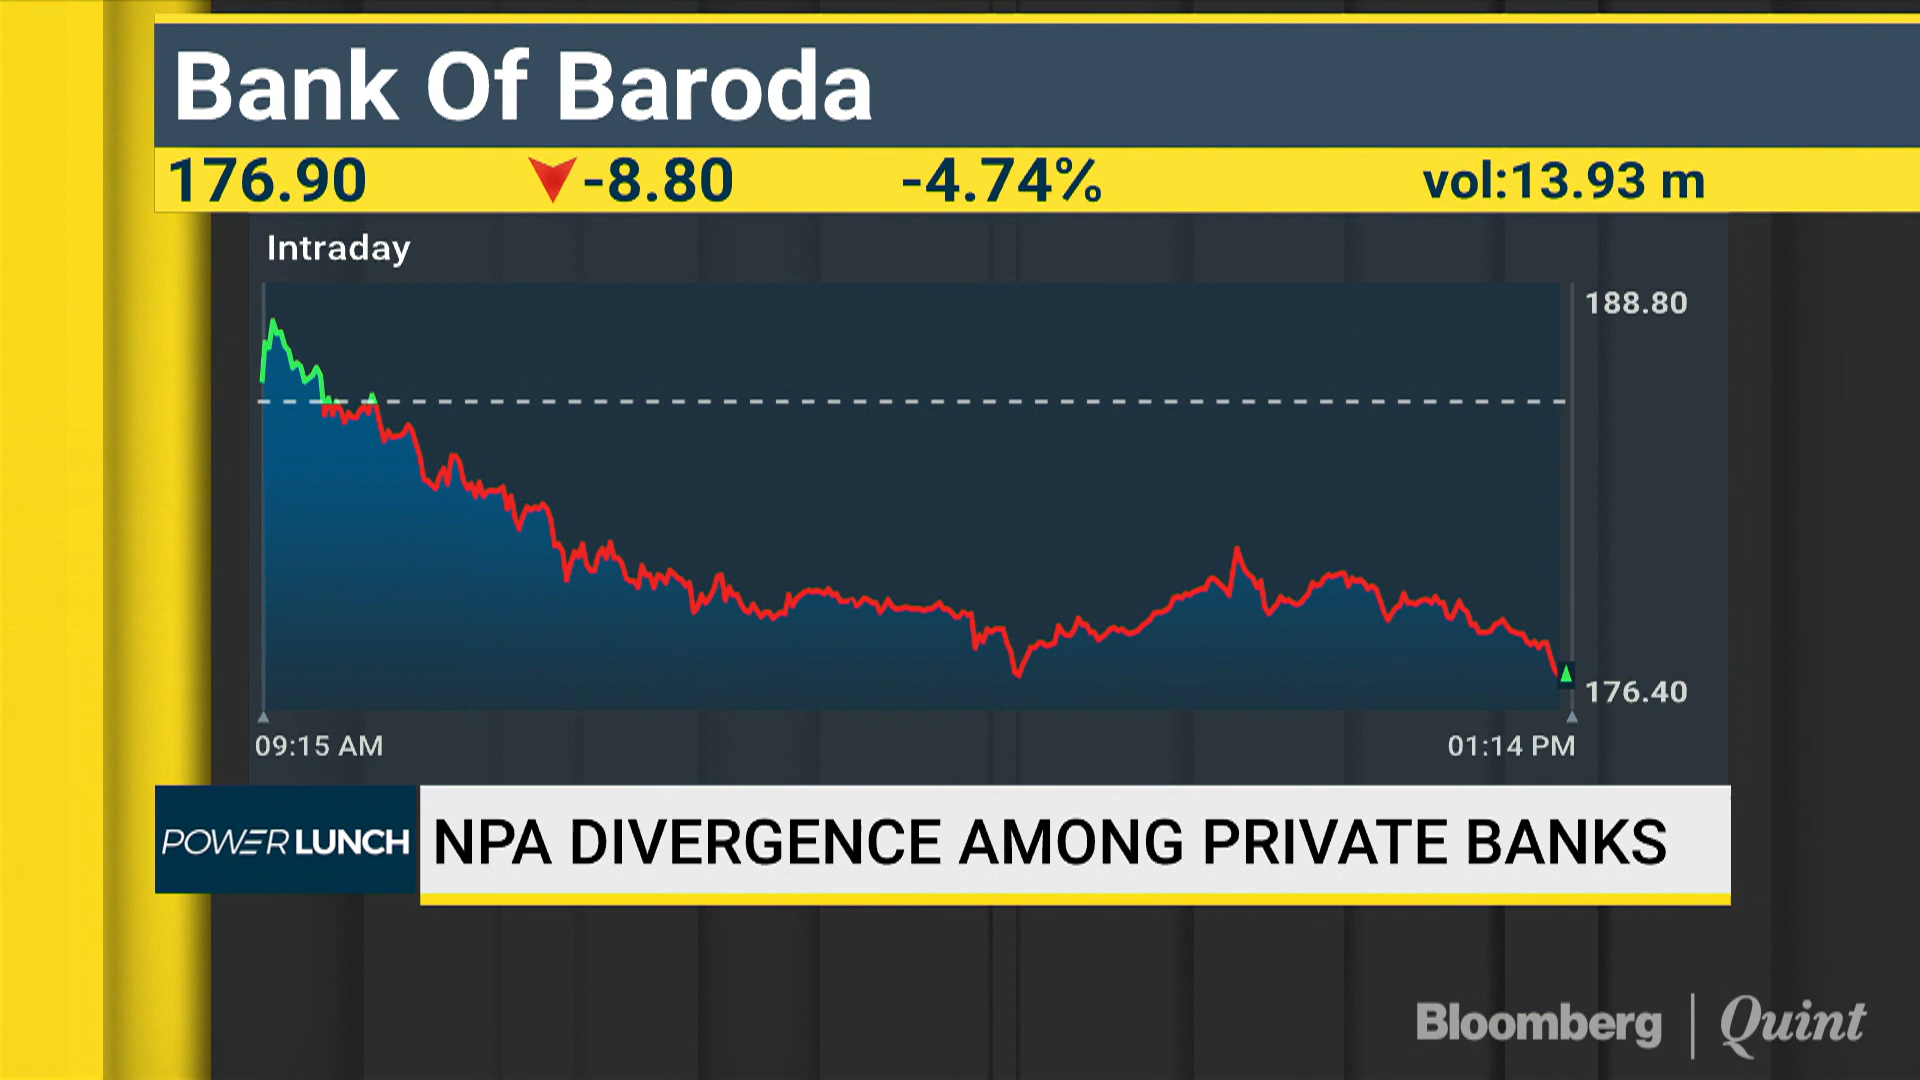 Bank Of Baroda
176.90 -8.80 -4.74% vol:13.93 m
Intraday
188.80
176.40
09:15 AM 01:14 PM
POWER LUNCH NPA DIVERGENCE AMONG PRIVATE BANKS
Bloomberg | Quint